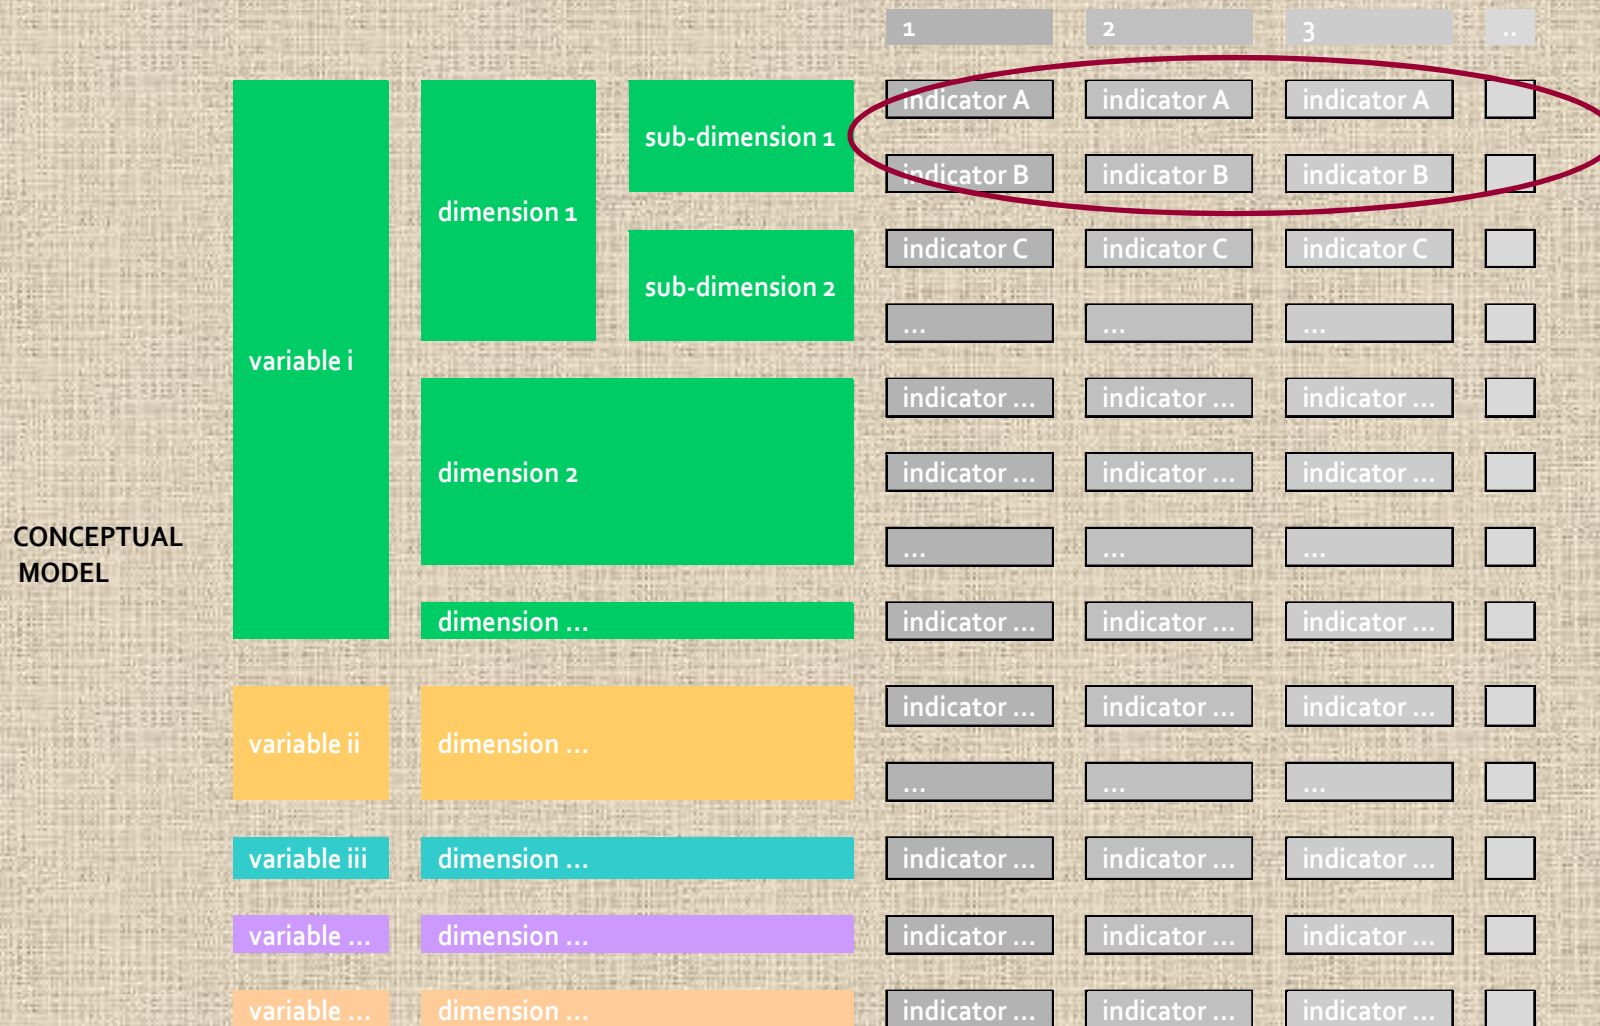 1 2 3 ..
indicator A indicator A indicator A
sub-dimension 1
indicator B indicator B indicator B
dimension 1
indicator C indicator C indicator C
sub-dimension 2
... ... ...
variable i
indicator ... indicator ... indicator ...
dimension 2
indicator ... indicator ... indicator ...
CONCEPTUAL
MODEL
... ... ...
dimension ... indicator ... indicator ... indicator ...
indicator ... indicator ... indicator ...
variable ii dimension ...
... ... ...
variable iii dimension ... indicator ... indicator ... indicator ...
variable ... dimension ... indicator ... indicator ... indicator ...
variable ... dimension ... indicator ... indicator ... indicator ...